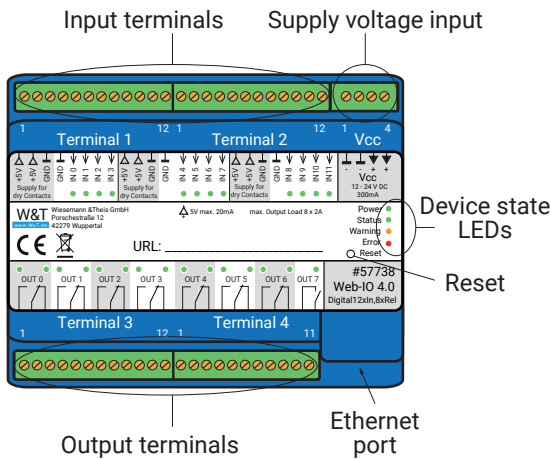 Input terminals Supply voltage input
1 12 1 12 1 4
Terminal 1 Terminal 2 Vcc
+5V +5V GND GND IN 0 IN 1 IN 2 IN 3 +5V +5V GND GND IN 4 IN 5 IN 6 IN 7 +5V +5V GND GND IN 8 IN 9 IN 10 IN 11 - - + +
Supply for dry Contacts Supply for dry Contacts Supply for dry Contacts Vcc
12 - 24 V DC
300mA
W&T Wiesemann &Theis GmbH
Porschestraße 12
www.WuT.de 42279 Wuppertal
5V max. 20mA max. Output Load 8 x 2A
Power
Status
Warning
Error
Reset
Device state
LEDs
CE URL: ____________________
Reset
OUT 0 OUT 1 OUT 2 OUT 3 OUT 4 OUT 5 OUT 6 OUT 7
#57738
Web-IO 4.0
Digital12xIn,8xRel
Terminal 3 Terminal 4
1 12 1 11
Output terminals
Ethernet
port